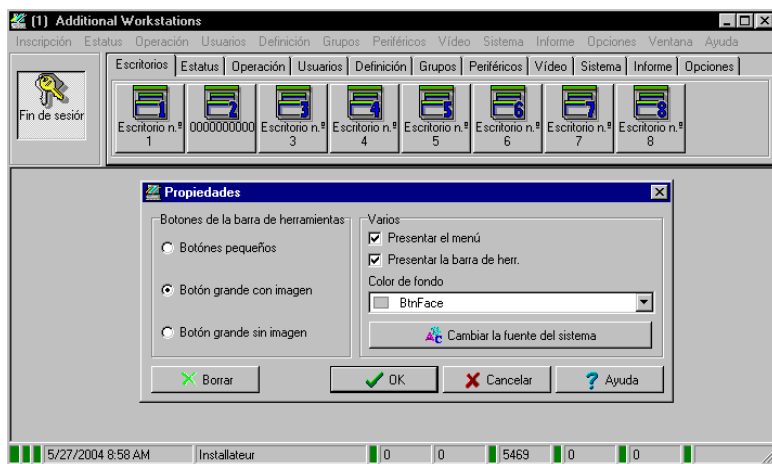 (1) Additional Workstations
Inscripción Estatus Operación Usuarios Definición Grupos Periféricos Vídeo Sistema Informe Opciones Ventana Ayuda
Escritorios Estatus Operación Usuarios Definición Grupos Periféricos Vídeo Sistema Informe Opciones
Fin de sesión
1 2 3 4 5 6 7 8
Escritorio n.º 0000000000 Escritorio n.º Escritorio n.º Escritorio n.º Escritorio n.º Escritorio n.º Escritorio n.º
1 3 4 5 6 7 8
Propiedades
Botones de la barra de herramientas
Botónes pequeños
Botón grande con imagen
Botón grande sin imagen
Varios
Presentar el menú
Presentar la barra de herr.
Color de fondo
BtnFace
Cambiar la fuente del sistema
Borrar OK Cancelar Ayuda
5/27/2004 8:58 AM Installateur 0 0 5469 0 0